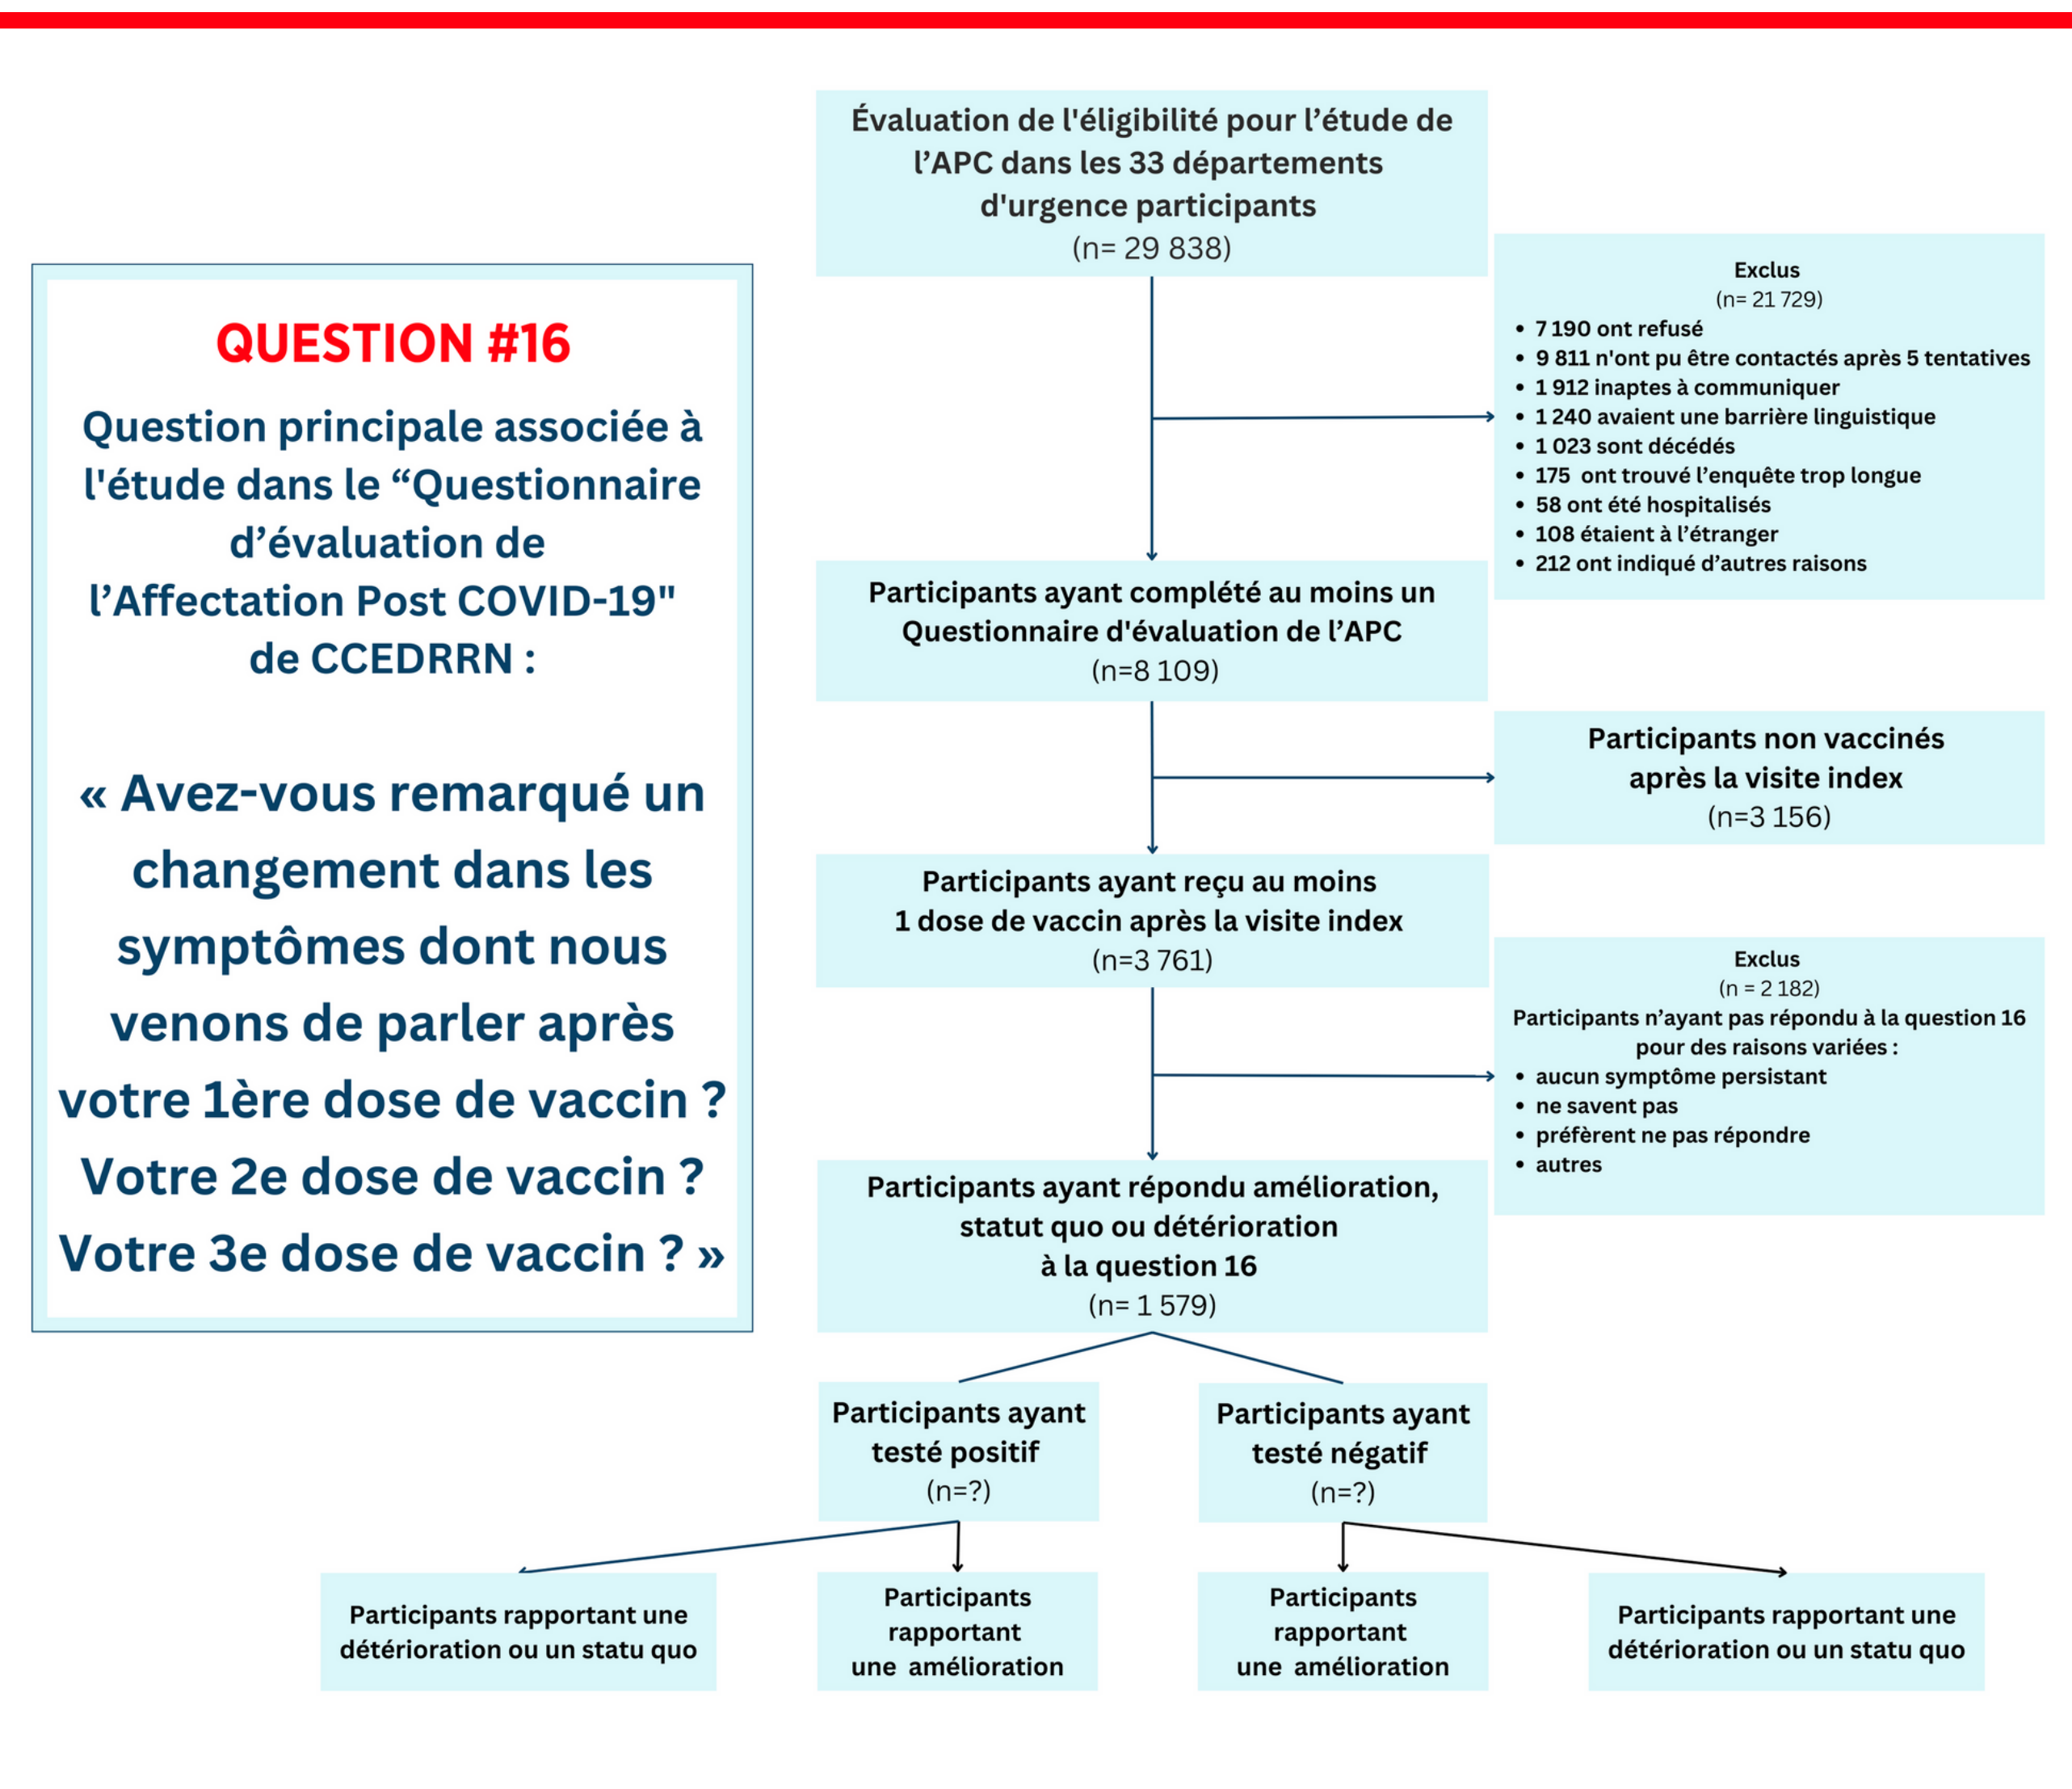 QUESTION #16
Question principale associée à
l'étude dans le “Questionnaire
d’évaluation de
l’Affectation Post COVID-19"
de CCEDRRN :
« Avez-vous remarqué un
changement dans les
symptômes dont nous
venons de parler après
votre 1ère dose de vaccin ?
Votre 2e dose de vaccin ?
Votre 3e dose de vaccin ? »
Évaluation de l'éligibilité pour l’étude de
l’APC dans les 33 départements
d'urgence participants
(n= 29 838)
Exclus
(n= 21 729)
• 7 190 ont refusé
• 9 811 n'ont pu être contactés après 5 tentatives
• 1 912 inaptes à communiquer
• 1 240 avaient une barrière linguistique
• 1 023 sont décédés
• 175 ont trouvé l’enquête trop longue
• 58 ont été hospitalisés
• 108 étaient à l’étranger
• 212 ont indiqué d’autres raisons
Participants ayant complété au moins un
Questionnaire d'évaluation de l’APC
(n=8 109)
Participants non vaccinés
après la visite index
(n=3 156)
Participants ayant reçu au moins
1 dose de vaccin après la visite index
(n=3 761)
Exclus
(n = 2 182)
Participants n’ayant pas répondu à la question 16
pour des raisons variées :
• aucun symptôme persistant
• ne savent pas
• préfèrent ne pas répondre
• autres
Participants ayant répondu amélioration,
statut quo ou détérioration
à la question 16
(n= 1 579)
Participants ayant
testé positif
(n=?)
Participants ayant
testé négatif
(n=?)
Participants rapportant une
détérioration ou un statu quo
Participants
rapportant
une amélioration
Participants
rapportant
une amélioration
Participants rapportant une
détérioration ou un statu quo